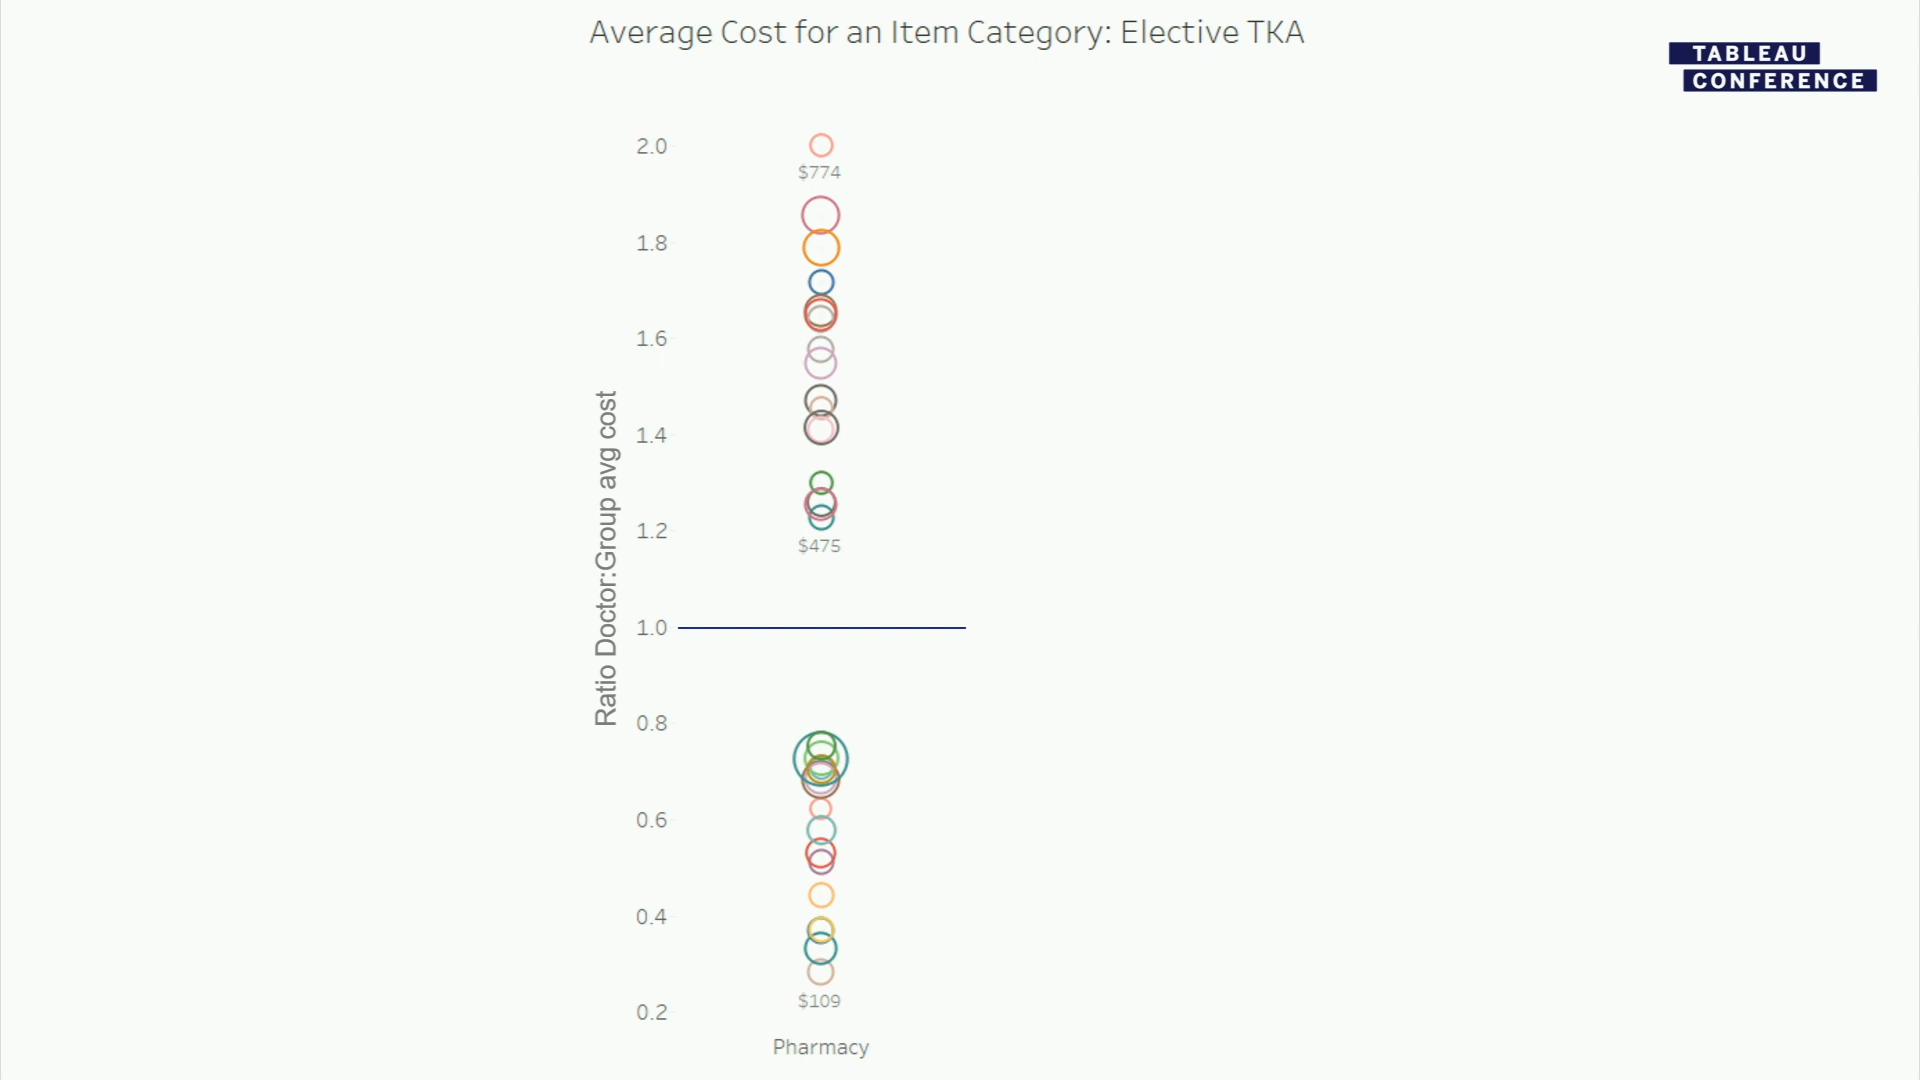 Average Cost for an Item Category: Elective TKA
TABLEAU
CONFERENCE
2.0
$774
1.8
1.6
1.4
1.2
$475
Ratio Doctor:Group avg cost
1.0
0.8
0.6
0.4
$109
0.2
Pharmacy